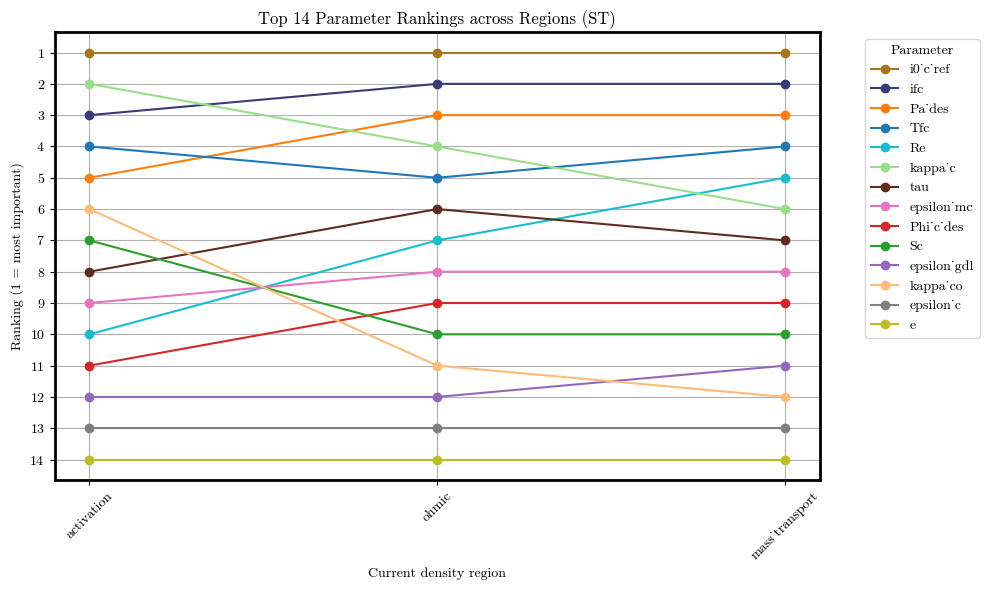 Top 14 Parameter Rankings across Regions (ST)
Ranking (1 = most important)
1
2
3
4
5
6
7
8
9
10
11
12
13
14
activation
ohmic
mass˙transport
Current density region
Parameter
i0˙c˙ref
ifc
Pa˙des
Tfc
Re
kappa˙c
tau
epsilon˙mc
Phi˙c˙des
Sc
epsilon˙gdl
kappa˙co
epsilon˙c
e